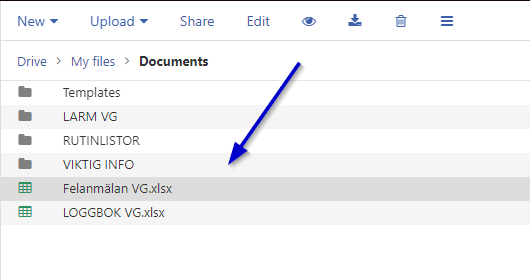 New Upload Share Edit
Drive > My files > Documents
Templates
LARM VG
RUTINLISTOR
VIKTIG INFO
Felanmälan VG.xlsx
LOGGBOK VG.xlsx